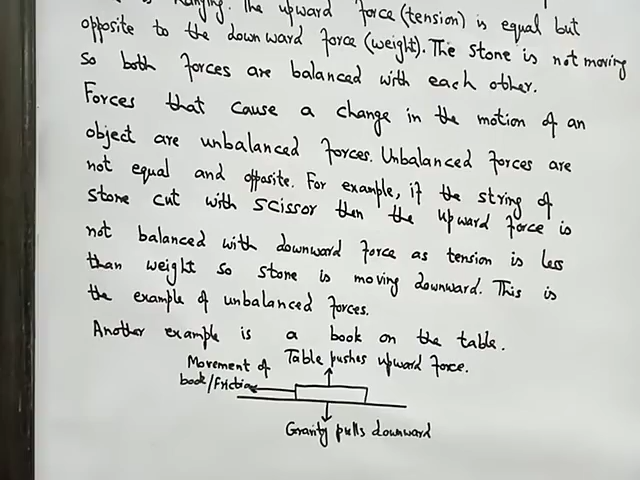 is hanging. The upward force (tension) is equal but
opposite to the downward force (weight). The stone is not moving
so both forces are balanced with each other.
Forces that cause a change in the motion of an
object are unbalanced forces. Unbalanced forces are
not equal and opposite. For example, if the string of
stone cut with scissor then the upward force is
not balanced with downward force as tension is less
than weight so stone is moving downward. This is
the example of unbalanced forces.
Another example is a book on the table.
Movement of Table pushes upward force.
book/Friction
Gravity pulls downward